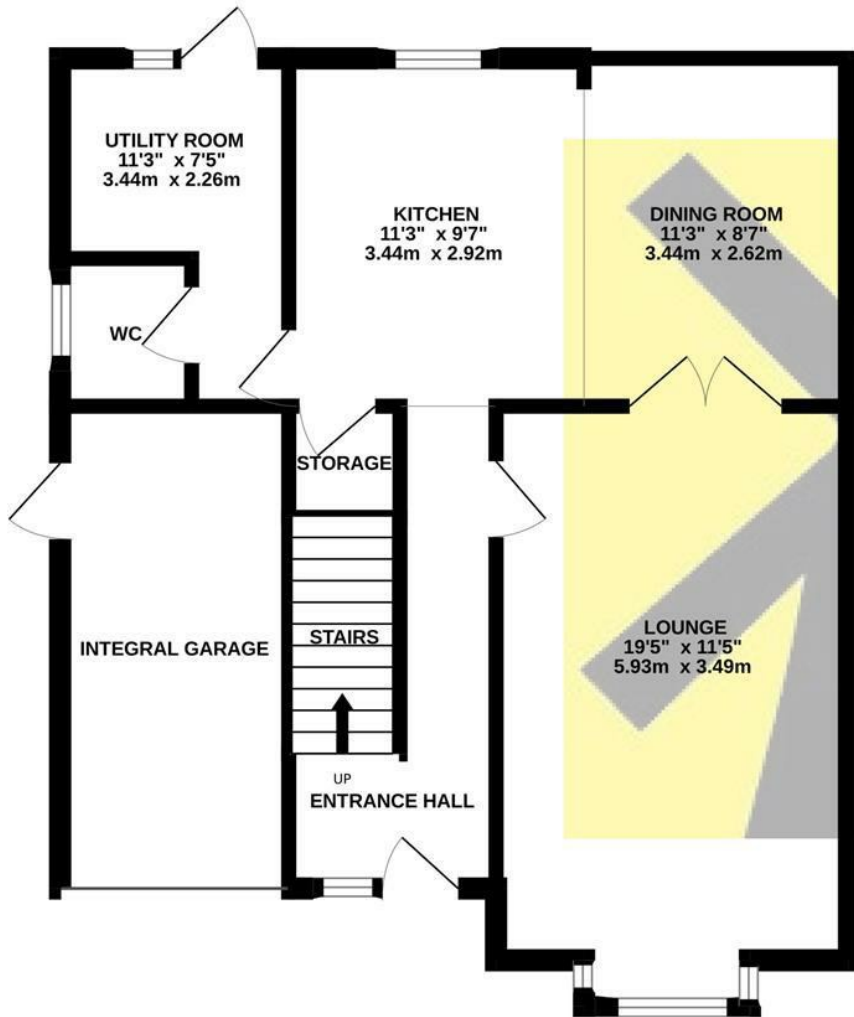 UTILITY ROOM
11'3" x 7'5"
3.44m x 2.26m
KITCHEN
11'3" x 9'7"
3.44m x 2.92m
DINING ROOM
11'3" x 8'7"
3.44m x 2.62m
WC
STORAGE
STAIRS
INTEGRAL GARAGE
LOUNGE
19'5" x 11'5"
5.93m x 3.49m
UP
ENTRANCE HALL